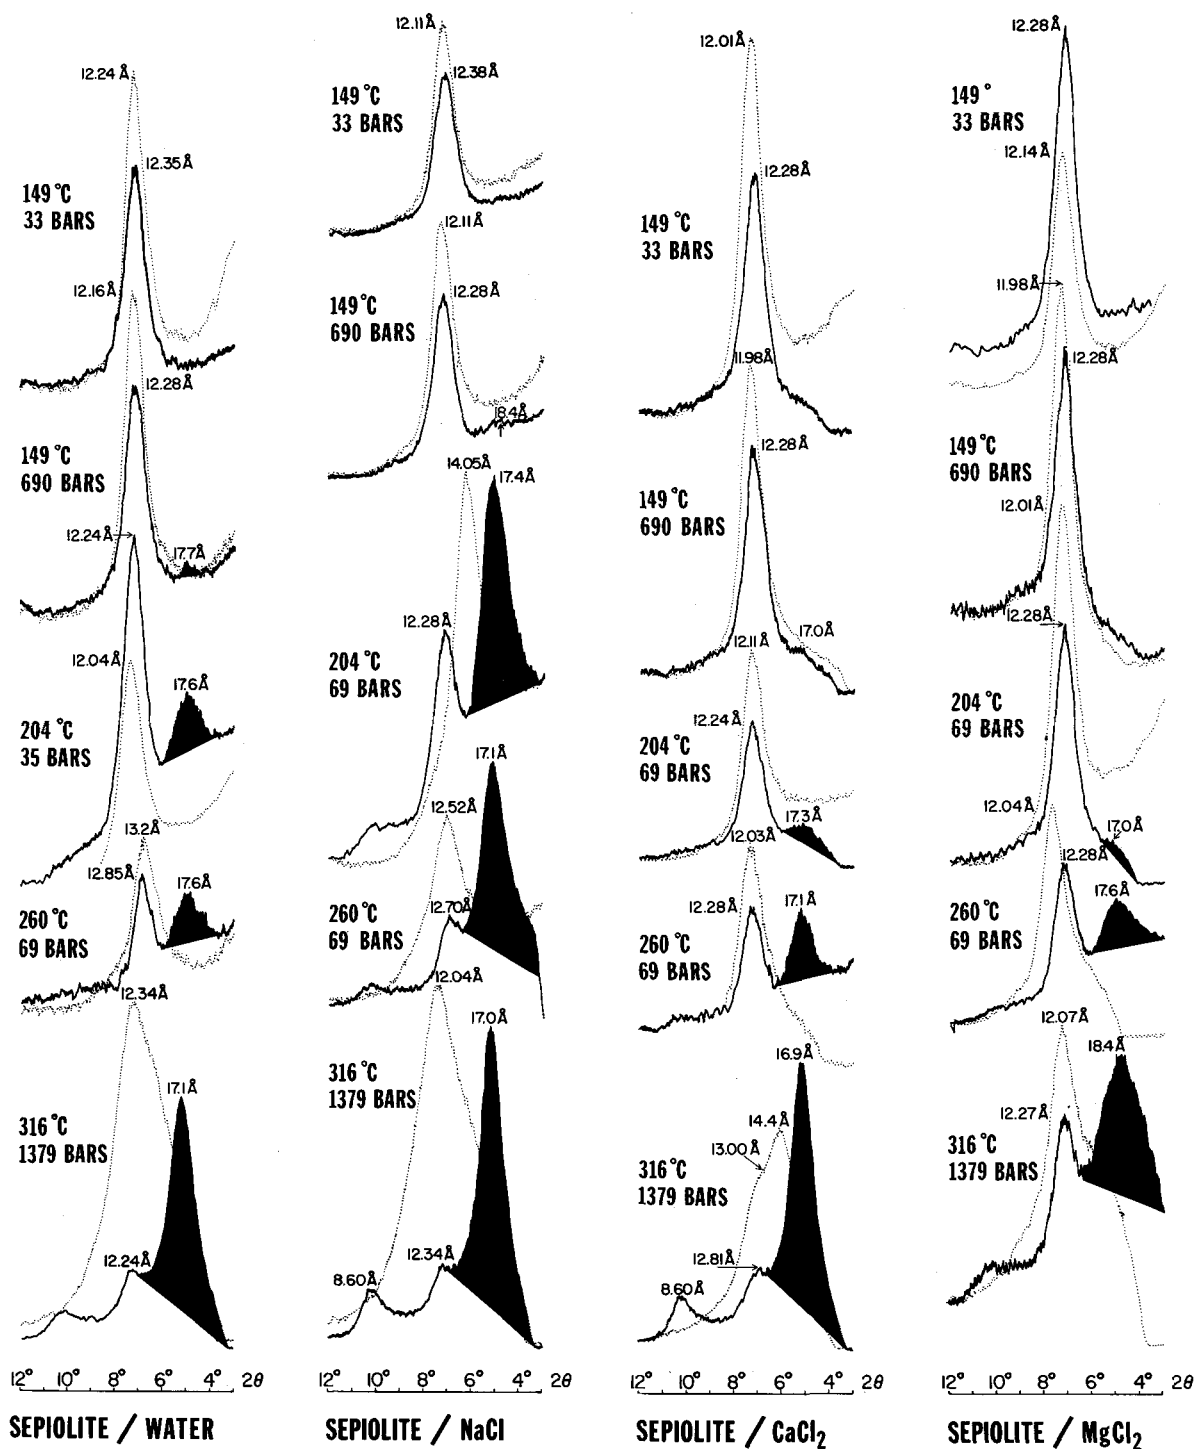 12.24Å
12.35Å
149°C
33 BARS
12.16Å
12.28Å
149°C
690 BARS
12.24Å
17.7Å
12.04Å
17.6Å
204°C
35 BARS
13.2Å
12.85Å
17.6Å
260°C
69 BARS
12.34Å
17.1Å
316°C
1379 BARS
12.24Å
12° 10° 8° 6° 4° 2θ
SEPIOLITE / WATER
12.11Å
12.38Å
149°C
33 BARS
12.11Å
12.28Å
149°C
690 BARS
18.4Å
14.05Å
17.4Å
12.28Å
204°C
69 BARS
17.1Å
12.52Å
12.70Å
260°C
69 BARS
12.04Å
17.0Å
316°C
1379 BARS
12.34Å
8.60Å
12° 10° 8° 6° 4° 2θ
SEPIOLITE / NaCl
12.01Å
12.28Å
149°C
33 BARS
11.98Å
12.28Å
149°C
690 BARS
17.0Å
12.11Å
12.24Å
204°C
69 BARS
17.3Å
12.03Å
12.28Å
17.1Å
260°C
69 BARS
16.9Å
14.4Å
13.00Å
316°C
1379 BARS
12.81Å
8.60Å
12° 10° 8° 6° 4° 2θ
SEPIOLITE / CaCl₂
12.28Å
149°
33 BARS
12.14Å
11.98Å
12.28Å
149°C
690 BARS
12.01Å
12.28Å
204°C
69 BARS
12.04Å
17.0Å
12.28Å
17.6Å
260°C
69 BARS
12.07Å
18.4Å
12.27Å
316°C
1379 BARS
12° 10° 8° 6° 4° 2θ
SEPIOLITE / MgCl₂